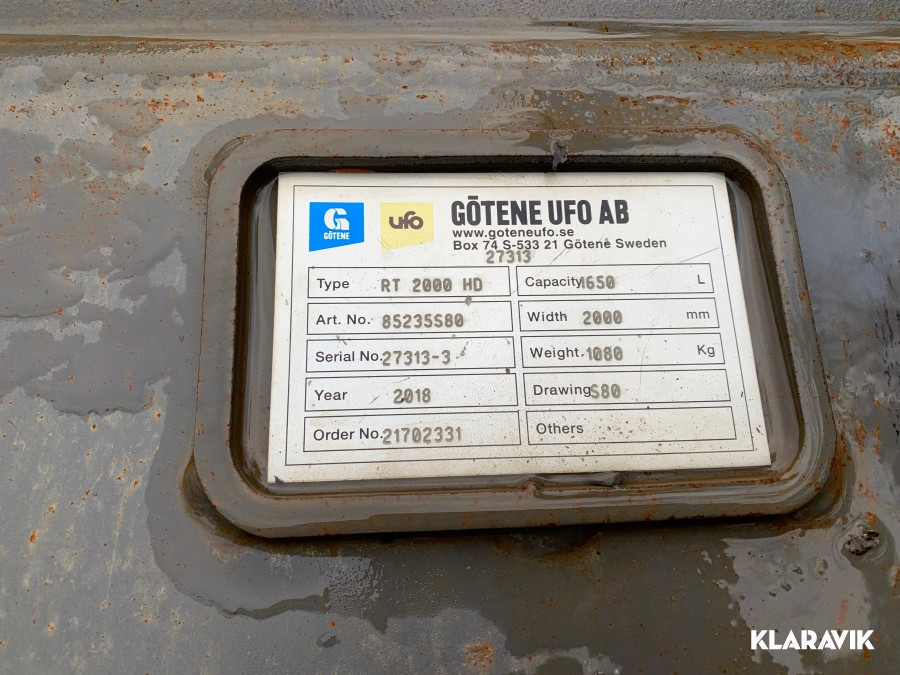 GÖTENE
ufo
GÖTENE UFO AB
www.goteneufo.se
Box 74 S-533 21 Götene Sweden
27313
Type RT 2000 HD
Capacity 1650 L
Art. No. 85235S80
Width 2000 mm
Serial No. 27313-3
Weight 1080 Kg
Year 2018
Drawing S80
Order No. 21702331
Others
KLARAVIK